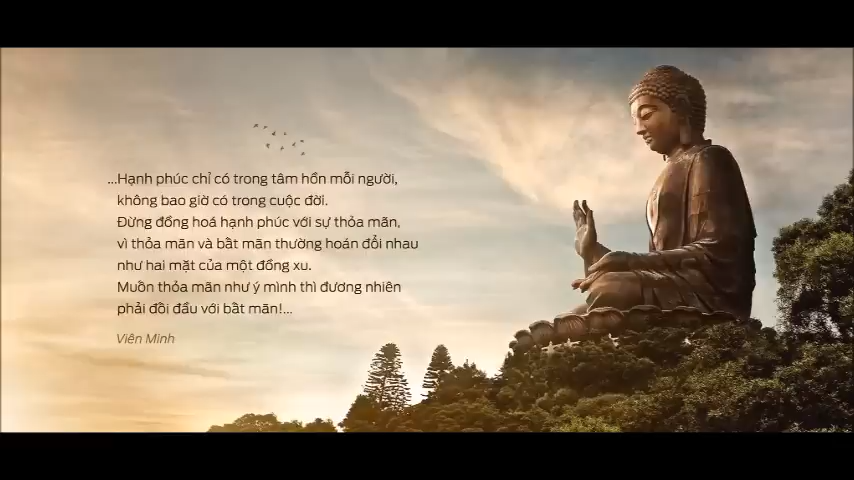 ...Hạnh phúc chỉ có trong tâm hồn mỗi người,
không bao giờ có trong cuộc đời.
Đừng đồng hoá hạnh phúc với sự thỏa mãn,
vì thỏa mãn và bất mãn thường hoán đổi nhau
như hai mặt của một đồng xu.
Muốn thỏa mãn như ý mình thì đương nhiên
phải đối đầu với bất mãn!...
Viên Minh